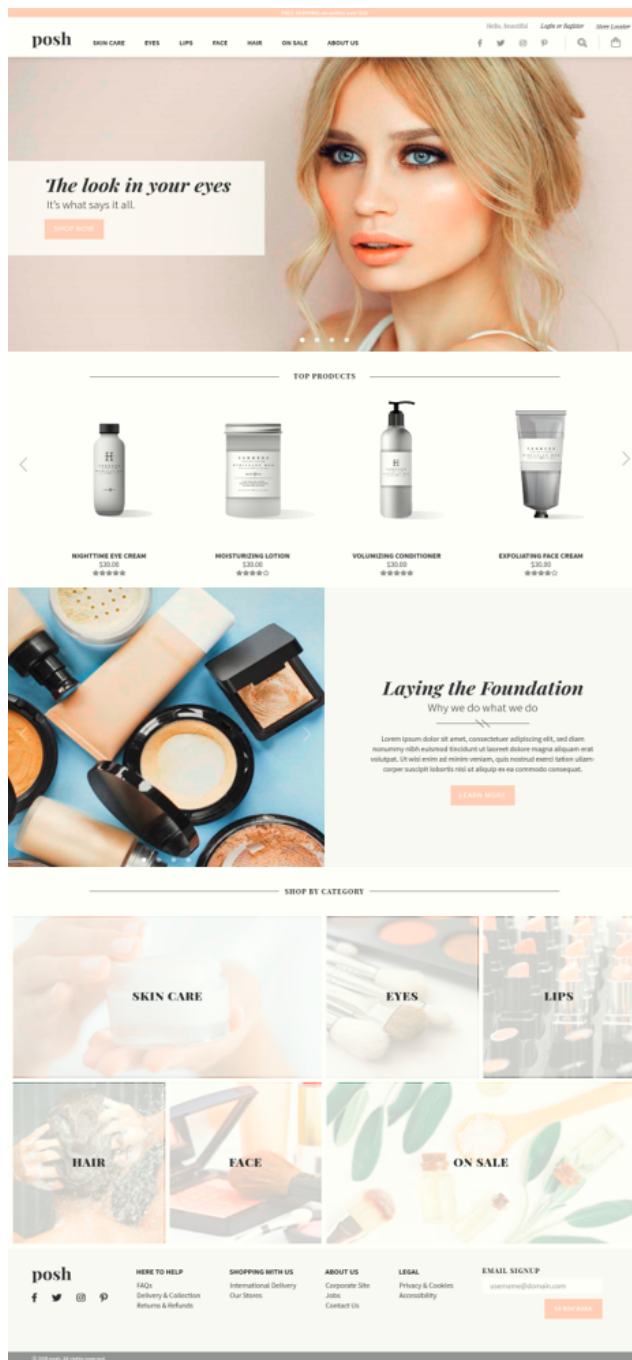 FREE SHIPPING
Hello, beautiful
Login or Register
Store Locator
posh
SKIN CARE
EYES
LIPS
FACE
HAIR
ON SALE
ABOUT US
The look in your eyes
It's what says it all.
SHOP NOW
TOP PRODUCTS
H
NIGHTTIME EYE CREAM
$30.00
MOISTURIZING LOTION
$30.00
VOLUMIZING CONDITIONER
$30.00
EXFOLIATING FACE CREAM
$30.00
Laying the Foundation
Why we do what we do
Lorem ipsum dolor sit amet, consectetuer adipiscing elit, sed diam
nonummy nibh euismod tincidunt ut laoreet dolore magna aliquam erat
volutpat. Ut wisi enim ad minim veniam, quis nostrud exerci tation ullam-
corper suscipit lobortis nisl ut aliquip ex ea commodo consequat.
LEARN MORE
SHOP BY CATEGORY
SKIN CARE
EYES
LIPS
HAIR
FACE
ON SALE
posh
HERE TO HELP
FAQs
Delivery & Collection
Returns & Refunds
SHOPPING WITH US
International Delivery
Our Stores
ABOUT US
Corporate Site
Jobs
Contact Us
LEGAL
Privacy & Cookies
Accessibility
EMAIL SIGNUP
username@domain.com
SUBSCRIBE
posh. All rights reserved.